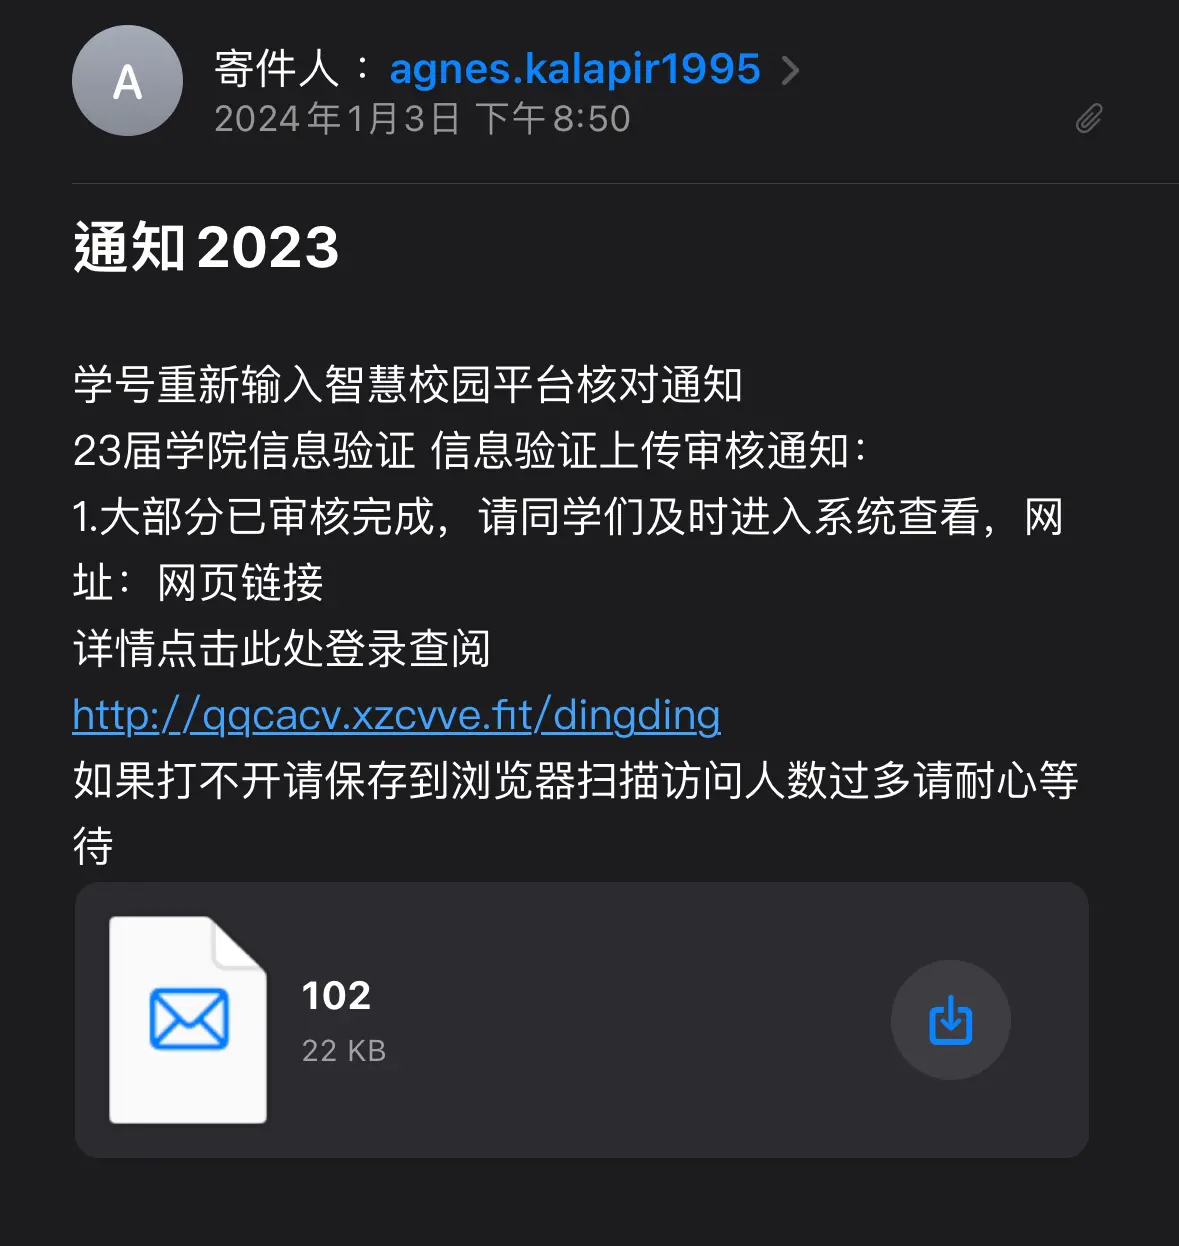 A
寄件人：agnes.kalapir1995
2024年1月3日 下午8:50
通知2023
学号重新输入智慧校园平台核对通知
23届学院信息验证 信息验证上传审核通知：
1.大部分已审核完成，请同学们及时进入系统查看，网
址：网页链接
详情点击此处登录查阅
http://qqcacv.xzcvve.fit/dingding
如果打不开请保存到浏览器扫描访问人数过多请耐心等
待
102
22 KB